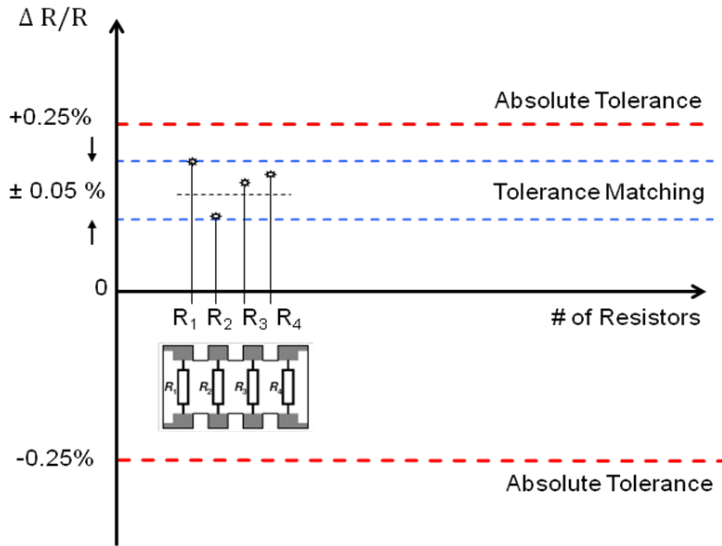 Δ R/R
Absolute Tolerance
+0.25%
± 0.05 %
Tolerance Matching
0
R₁ R₂ R₃ R₄
# of Resistors
R₁ R₂ R₃ R₄
-0.25%
Absolute Tolerance